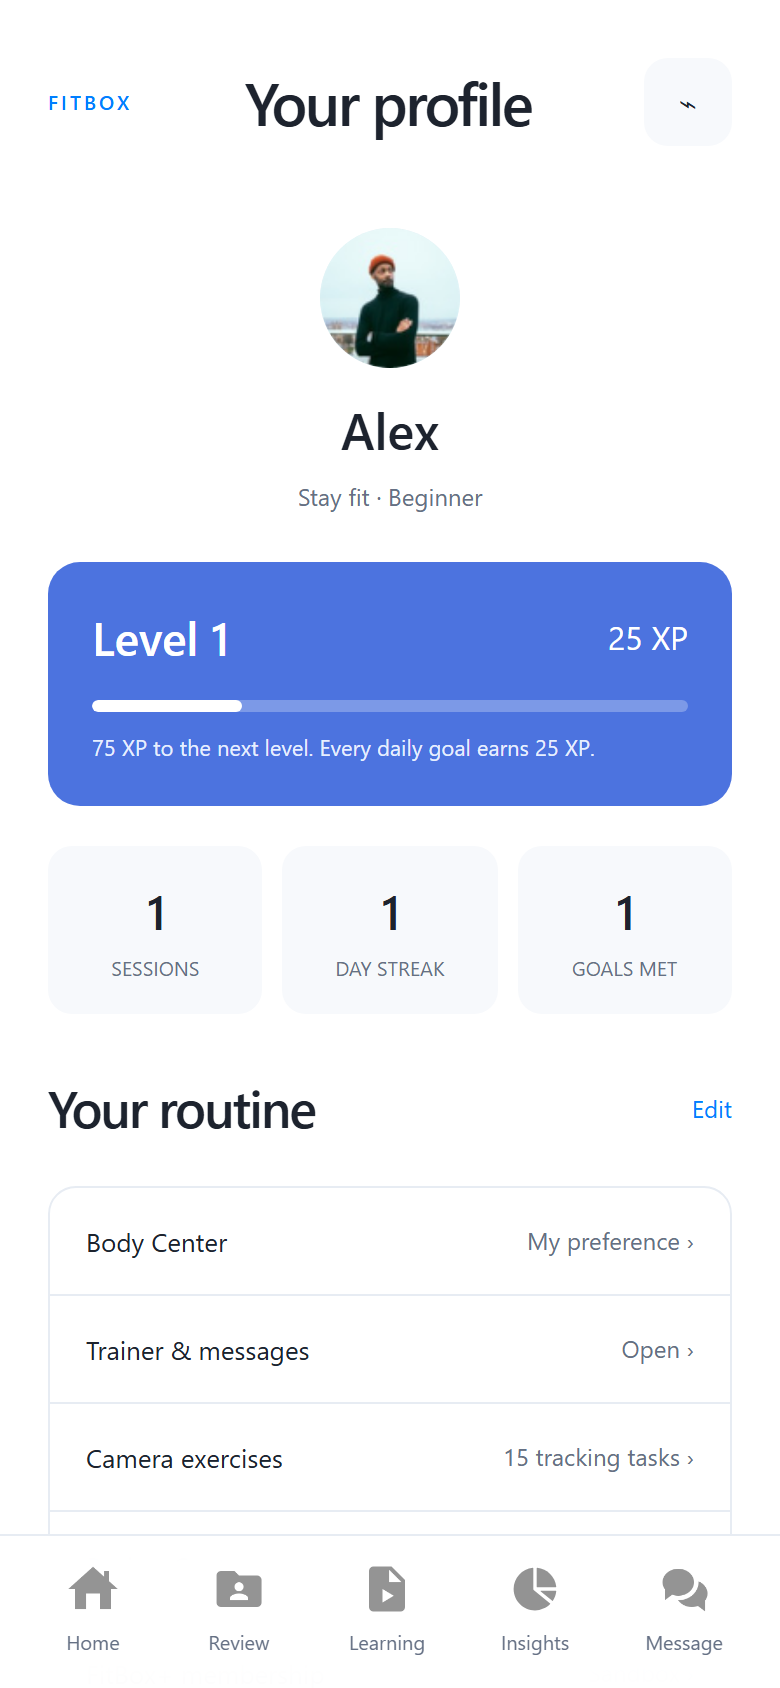 FITBOX
Your profile
Alex
Stay fit · Beginner
Level 1
25 XP
75 XP to the next level. Every daily goal earns 25 XP.
1
SESSIONS
1
DAY STREAK
1
GOALS MET
Your routine
Edit
Body Center
My preference ›
Trainer & messages
Open ›
Camera exercises
15 tracking tasks ›
Home
Review
Learning
Insights
Message